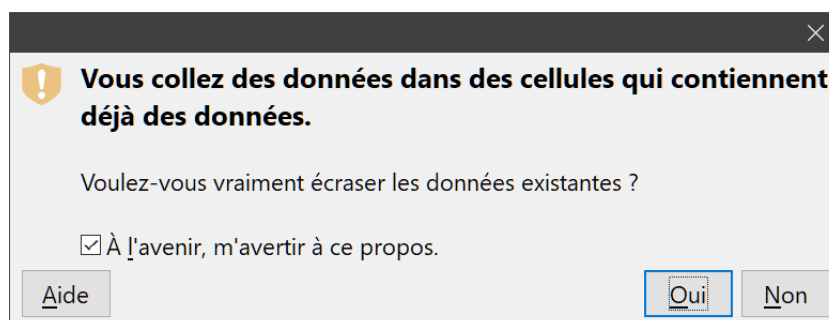 Vous collez des données dans des cellules qui contiennent
déjà des données.
Voulez-vous vraiment écraser les données existantes ?
À l'avenir, m'avertir à ce propos.
Aide Oui Non